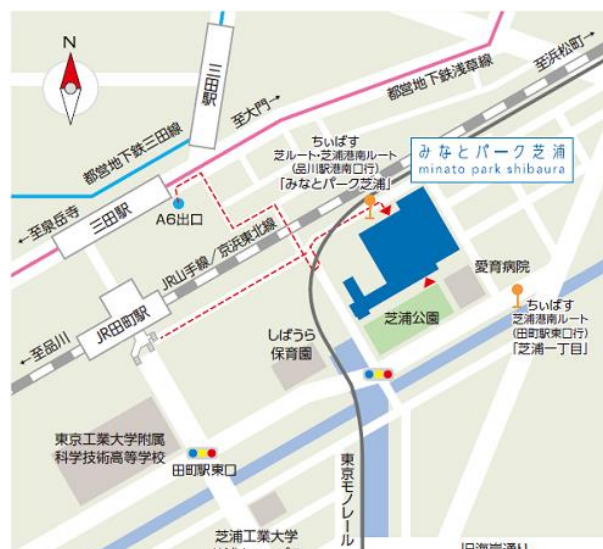 N
三田駅
至大門→
都営地下鉄浅草線
至浜松町→
都営地下鉄三田線
ちぃばす
芝ルート・芝浦港南ルート
(品川駅港南口行)
「みなとパーク芝浦」
みなとパーク芝浦
minato park shibaura
←至泉岳寺
三田駅
A6出口
JR山手線/京浜東北線
愛育病院
JR田町駅
←至品川
しばうら
保育園
芝浦公園
ちぃばす
芝浦港南ルート
(田町駅東口行)
「芝浦一丁目」
東京工業大学附属
科学技術高等学校
田町駅東口
東京モノレール
芝浦工業大学
旧海岸通り